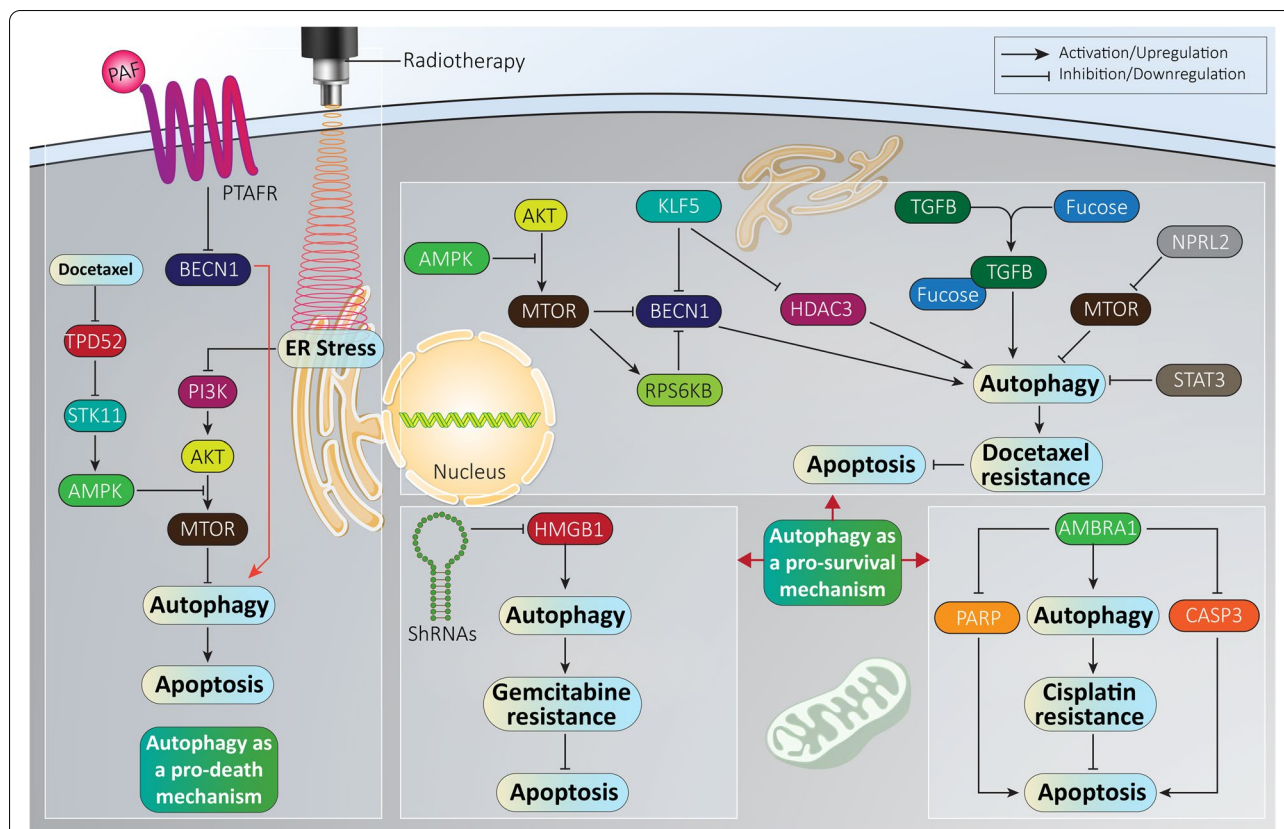 PAF
PTAFR
Radiotherapy
Activation/Upregulation
Inhibition/Downregulation
Docetaxel
BECN1
TPD52
ER Stress
STK11
PI3K
AKT
AMPK
MTOR
Autophagy
Apoptosis
Autophagy as
a pro-death
mechanism
Nucleus
AKT
KLF5
TGFB
Fucose
AMPK
NPRL2
TGFB
Fucose
MTOR
BECN1
HDAC3
MTOR
RPS6KB
Autophagy
STAT3
Apoptosis
Docetaxel
resistance
ShRNAs
HMGB1
Autophagy
Gemcitabine
resistance
Apoptosis
Autophagy as
a pro-survival
mechanism
AMBRA1
PARP
Autophagy
CASP3
Cisplatin
resistance
Apoptosis